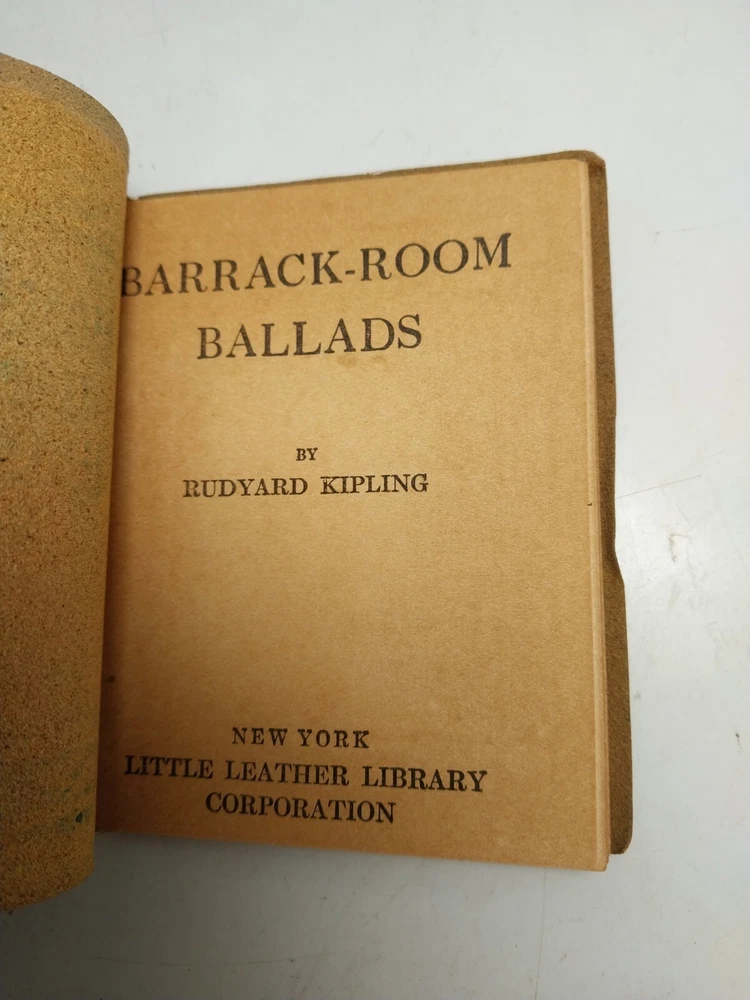 BARRACK-ROOM
BALLADS
BY
RUDYARD KIPLING
NEW YORK
LITTLE LEATHER LIBRARY
CORPORATION